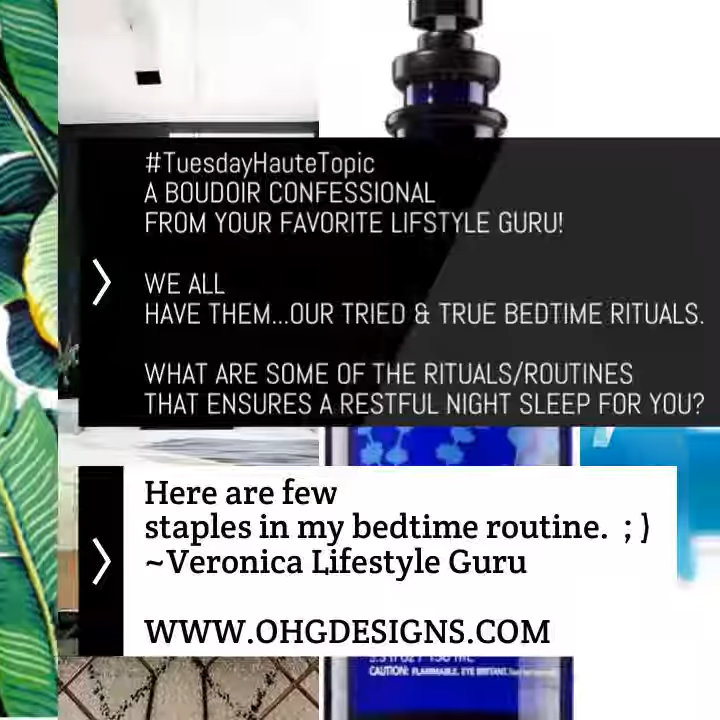 #TuesdayHauteTopic
A BOUDOIR CONFESSIONAL
FROM YOUR FAVORITE LIFSTYLE GURU!
WE ALL
HAVE THEM...OUR TRIED & TRUE BEDTIME RITUALS.
WHAT ARE SOME OF THE RITUALS/ROUTINES
THAT ENSURES A RESTFUL NIGHT SLEEP FOR YOU?
Here are few
staples in my bedtime routine. ; )
~Veronica Lifestyle Guru
WWW.OHGDESIGNS.COM
CAUTION: FLAMMABLE, EYE IRRITANT.